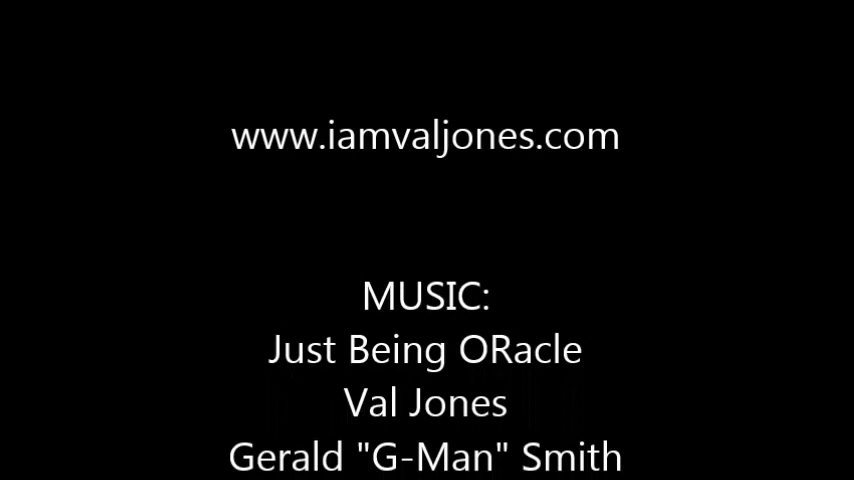 www.iamvaljones.com
MUSIC:
Just Being ORacle
Val Jones
Gerald "G-Man" Smith